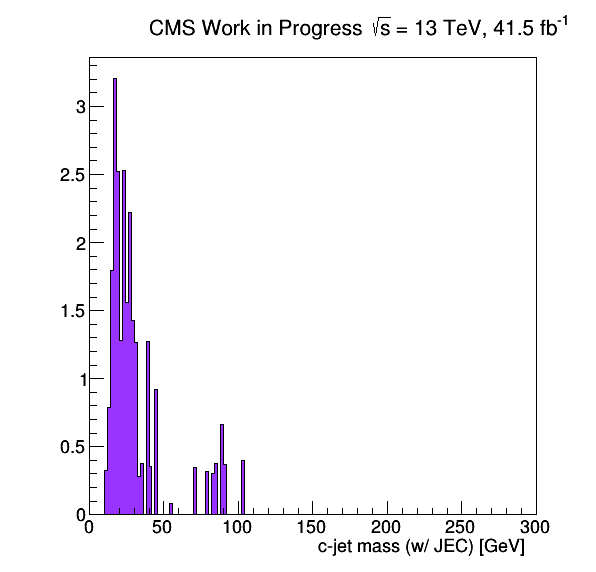 CMS Work in Progress √s = 13 TeV, 41.5 fb⁻¹
3
2.5
2
1.5
1
0.5
0
0 50 100 150 200 250 300
c-jet mass (w/ JEC) [GeV]